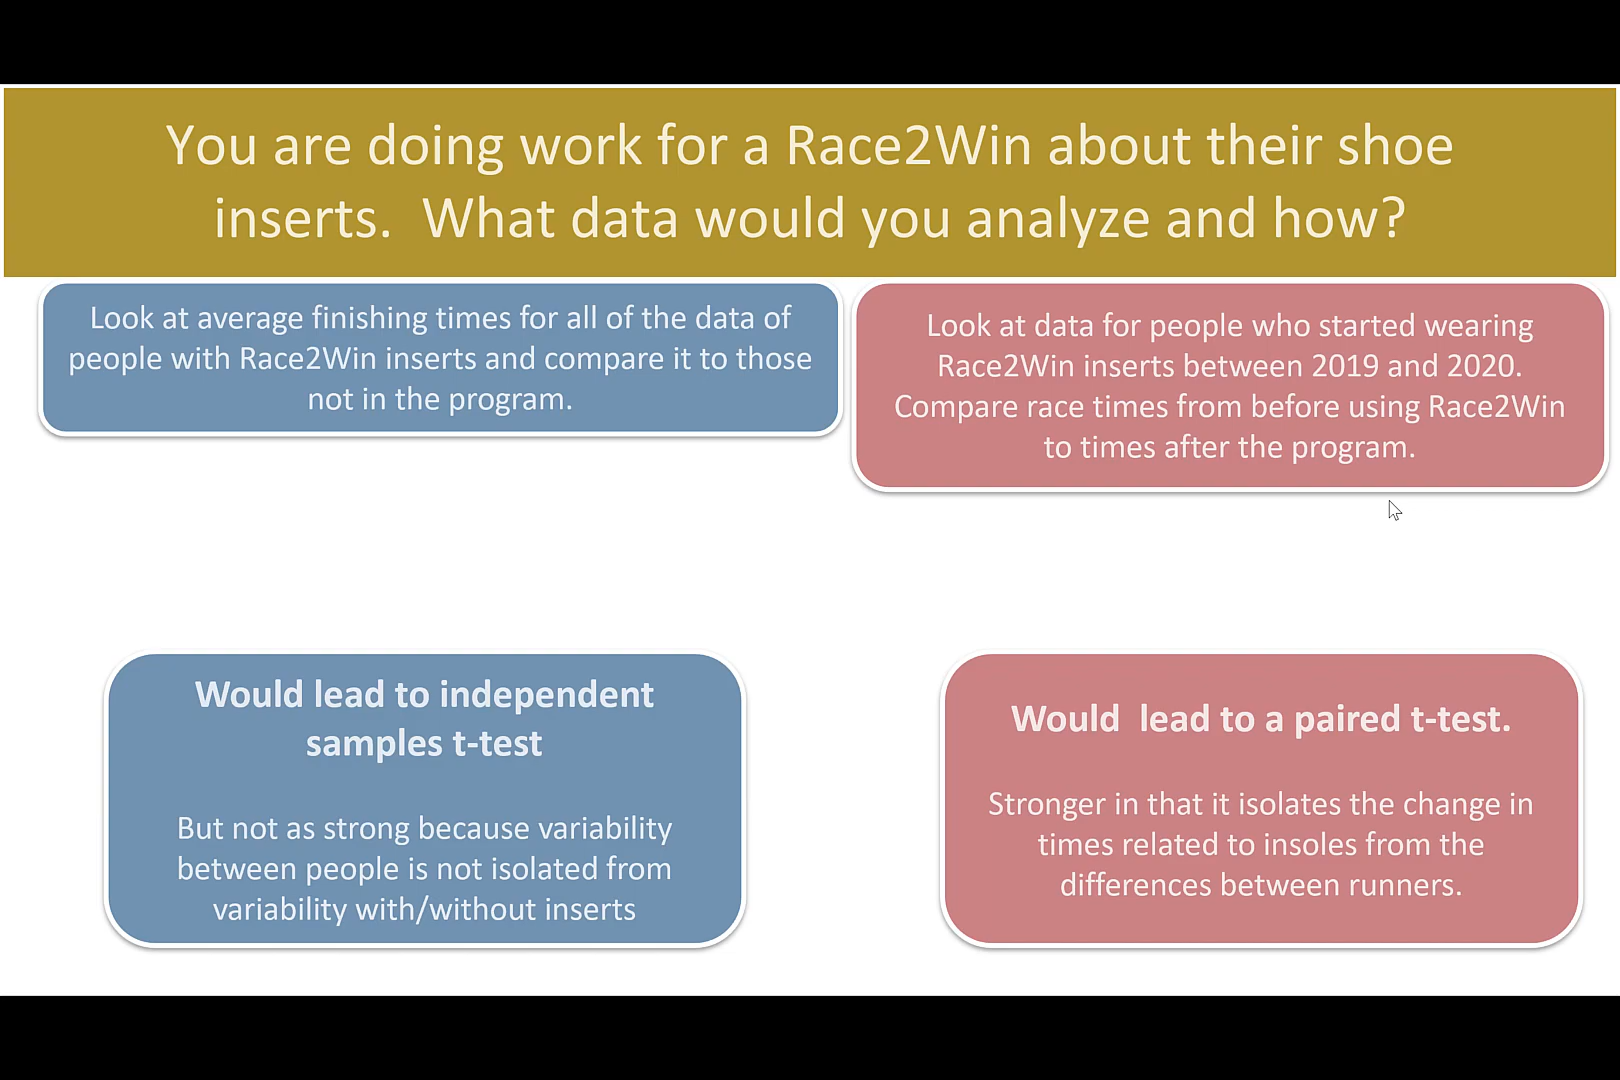 You are doing work for a Race2Win about their shoe
inserts.  What data would you analyze and how?
Look at average finishing times for all of the data of
people with Race2Win inserts and compare it to those
not in the program.
Look at data for people who started wearing
Race2Win inserts between 2019 and 2020.
Compare race times from before using Race2Win
to times after the program.
Would lead to independent
samples t-test
But not as strong because variability
between people is not isolated from
variability with/without inserts
Would  lead to a paired t-test.
Stronger in that it isolates the change in
times related to insoles from the
differences between runners.